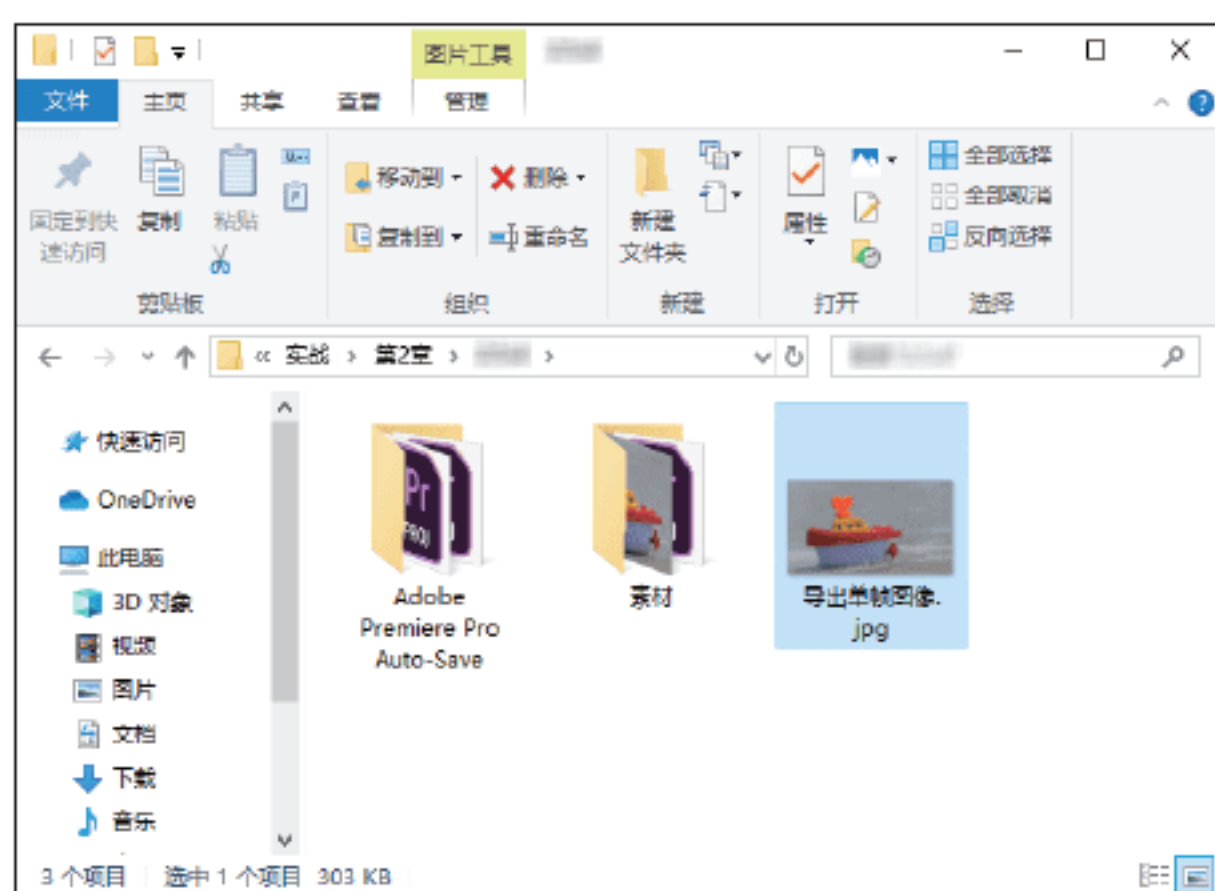 图片工具
文件 主页 共享 查看 管理
固定到快
速访问
复制
粘贴
移动到
复制到
删除
重命名
新建
文件夹
属性
全部选择
全部取消
反向选择
剪贴板 组织 新建 打开 选择
« 实战 › 第2章 ›
快速访问
OneDrive
此电脑
3D 对象
视频
图片
文档
下载
音乐
Adobe
Premiere Pro
Auto-Save
素材
导出单帧图像.
jpg
Pr
PROJ
3 个项目 选中 1 个项目 303 KB